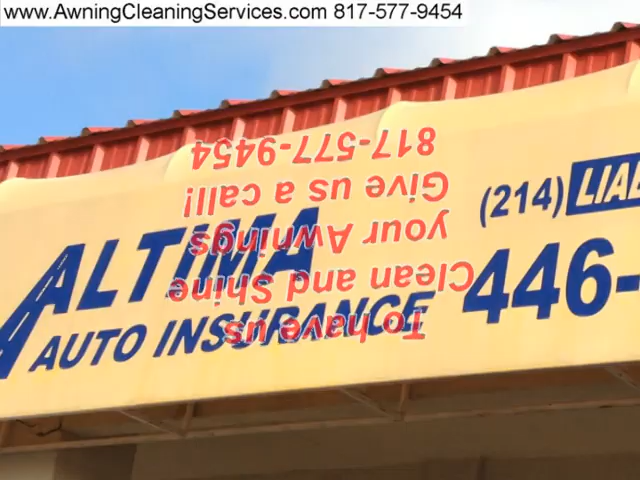 www.AwningCleaningServices.com 817-577-9454
To have us
Clean and Shine
your Awnings
Give us a call!
817-577-9454
ALTIMA
AUTO INSURANCE
(214)
446-